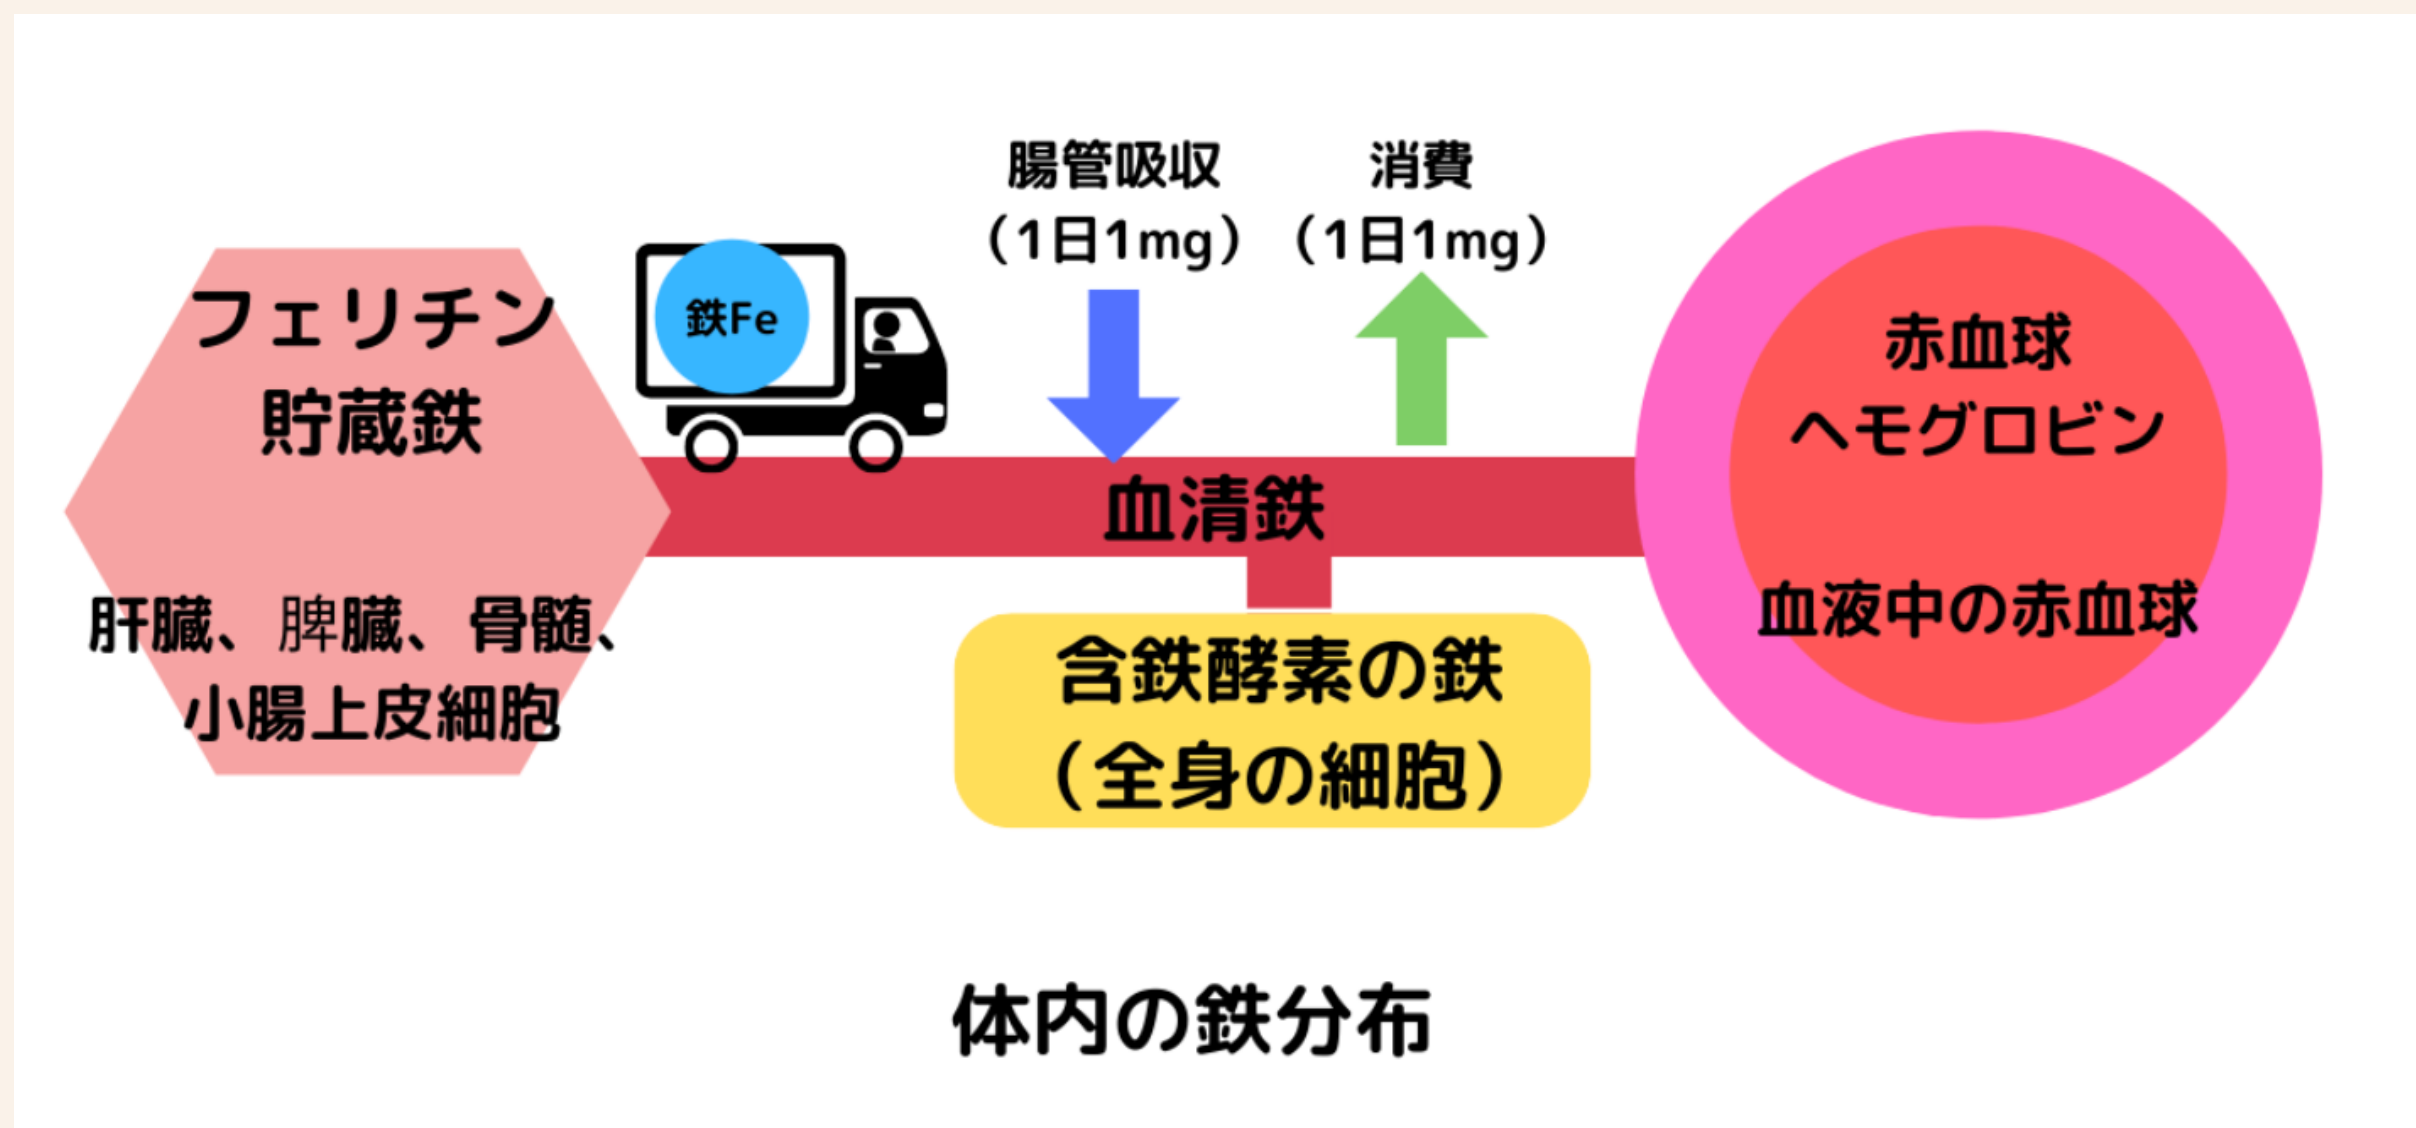 フェリチン
貯蔵鉄
肝臓、脾臓、骨髄、
小腸上皮細胞
鉄Fe
腸管吸収
（1日1mg）
消費
（1日1mg）
血清鉄
含鉄酵素の鉄
（全身の細胞）
赤血球
ヘモグロビン
血液中の赤血球
体内の鉄分布